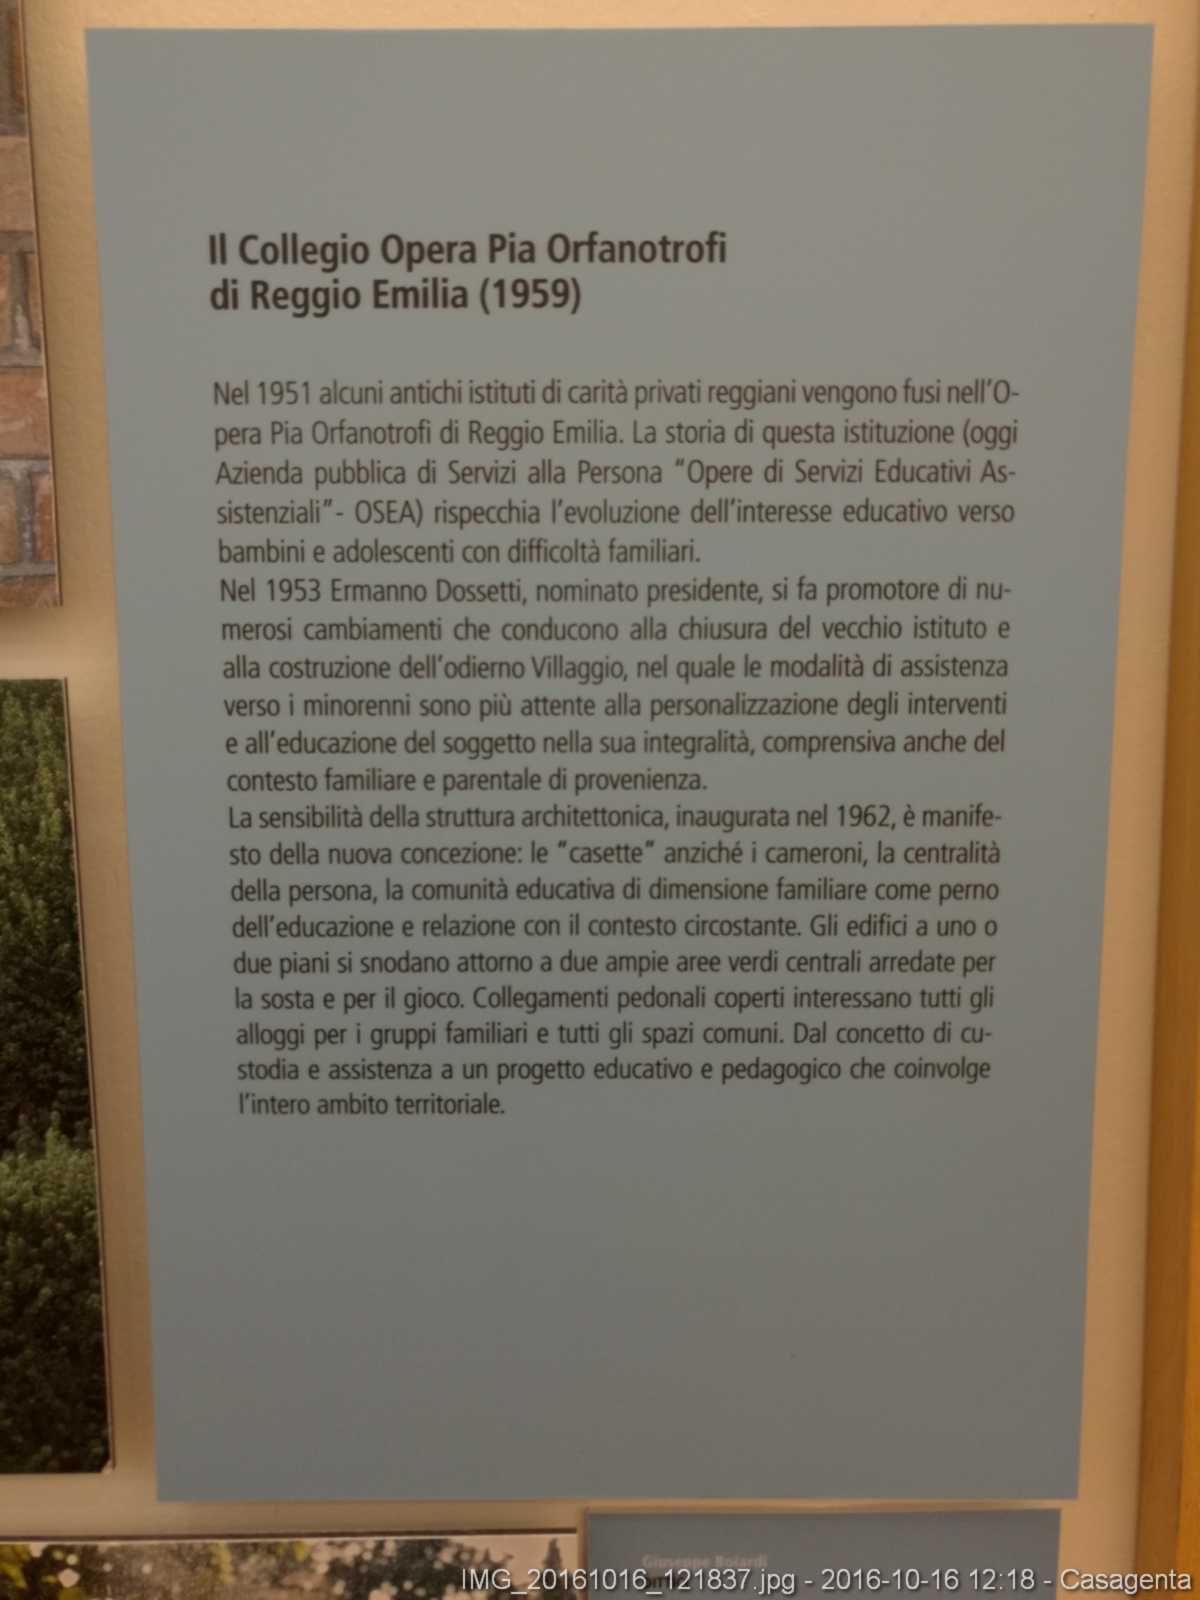 Il Collegio Opera Pia Orfanotrofi
di Reggio Emilia (1959)
Nel 1951 alcuni antichi istituti di carità privati reggiani vengono fusi nell'O-
pera Pia Orfanotrofi di Reggio Emilia. La storia di questa istituzione (oggi
Azienda pubblica di Servizi alla Persona "Opere di Servizi Educativi As-
sistenziali"- OSEA) rispecchia l'evoluzione dell'interesse educativo verso
bambini e adolescenti con difficoltà familiari.
Nel 1953 Ermanno Dossetti, nominato presidente, si fa promotore di nu-
merosi cambiamenti che conducono alla chiusura del vecchio istituto e
alla costruzione dell'odierno Villaggio, nel quale le modalità di assistenza
verso i minorenni sono più attente alla personalizzazione degli interventi
e all'educazione del soggetto nella sua integralità, comprensiva anche del
contesto familiare e parentale di provenienza.
La sensibilità della struttura architettonica, inaugurata nel 1962, è manife-
sto della nuova concezione: le "casette" anziché i cameroni, la centralità
della persona, la comunità educativa di dimensione familiare come perno
dell'educazione e relazione con il contesto circostante. Gli edifici a uno o
due piani si snodano attorno a due ampie aree verdi centrali arredate per
la sosta e per il gioco. Collegamenti pedonali coperti interessano tutti gli
alloggi per i gruppi familiari e tutti gli spazi comuni. Dal concetto di cu-
stodia e assistenza a un progetto educativo e pedagogico che coinvolge
l'intero ambito territoriale.
Giuseppe Boiardi
IMG_20161016_121837.jpg - 2016-10-16 12:18 - Casagenta